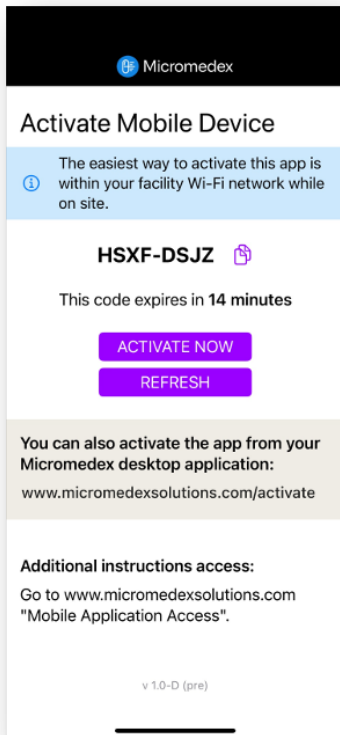 Micromedex
Activate Mobile Device
The easiest way to activate this app is
within your facility Wi-Fi network while
on site.
HSXF-DSJZ
This code expires in 14 minutes
ACTIVATE NOW
REFRESH
You can also activate the app from your
Micromedex desktop application:
www.micromedexsolutions.com/activate
Additional instructions access:
Go to www.micromedexsolutions.com
"Mobile Application Access".
v 1.0-D (pre)